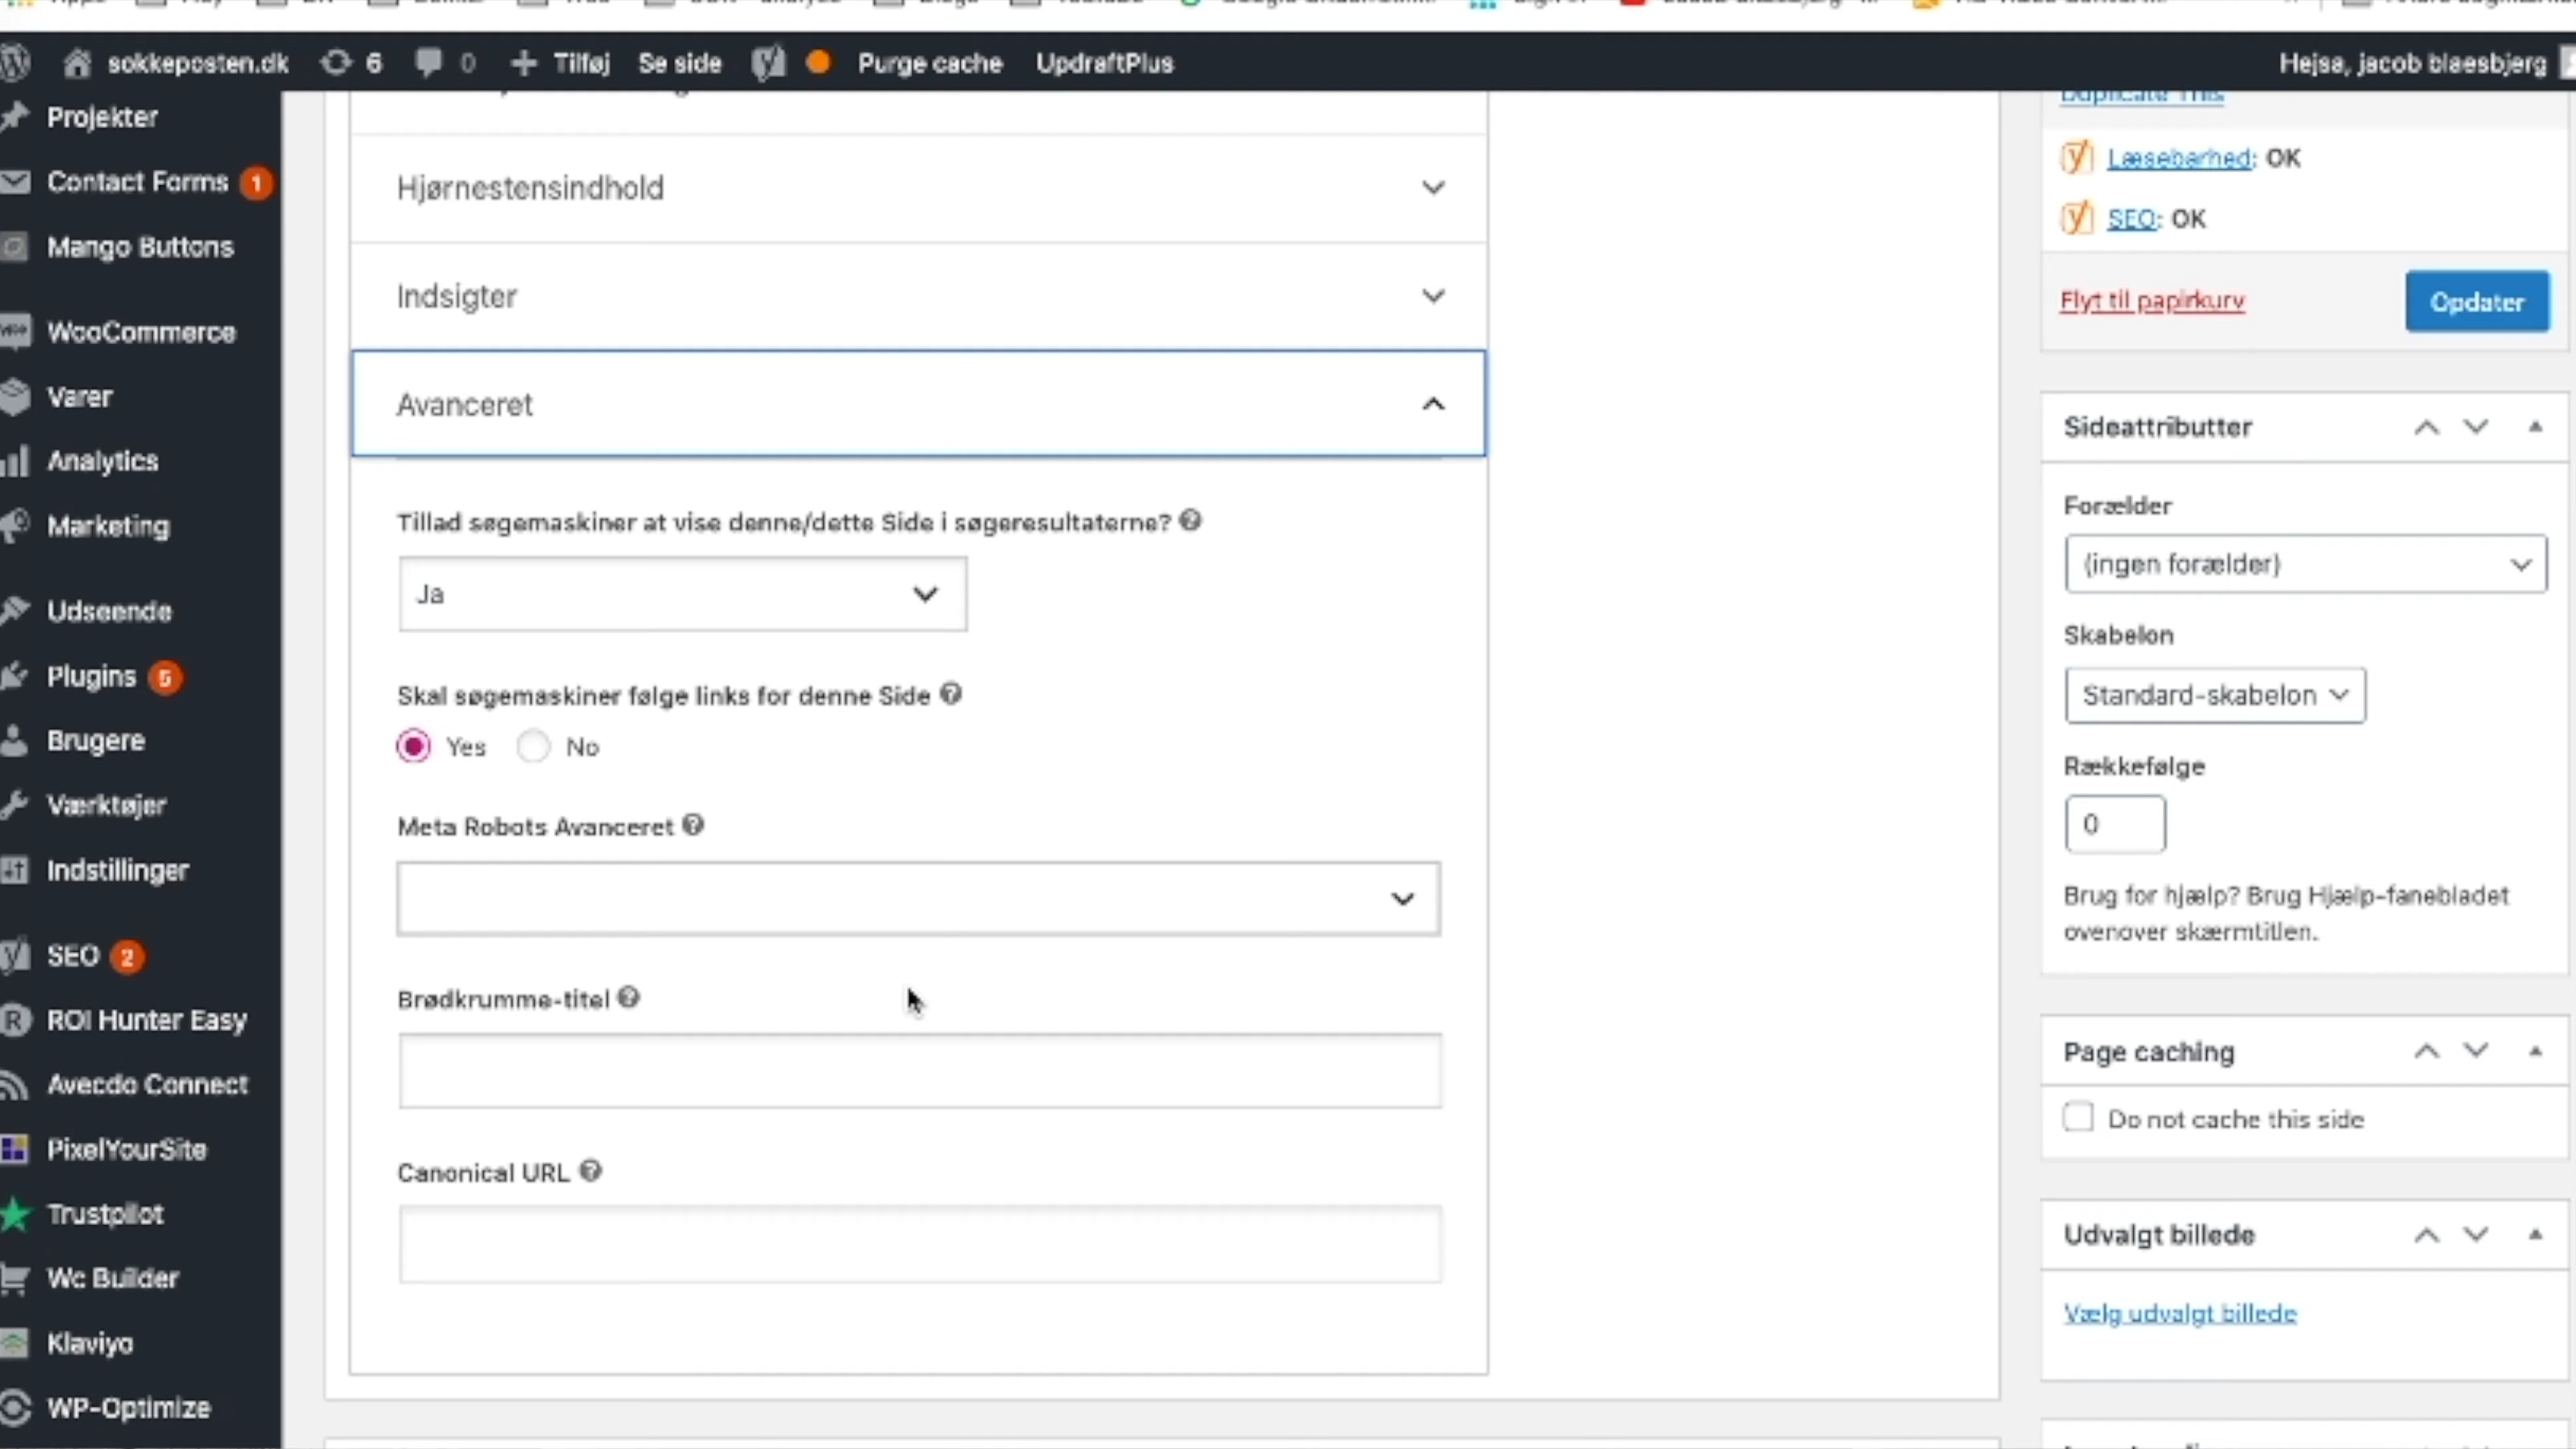 sokkeposten.dk 6 0 Tilføj Se side Purge cache UpdraftPlus Hejsa, jacob blaesbjerg
Projekter
Contact Forms 1
Mango Buttons
WooCommerce
Varer
Analytics
Marketing
Udseende
Plugins 5
Brugere
Værktøjer
Indstillinger
SEO 2
ROI Hunter Easy
Avecdo Connect
PixelYourSite
Trustpilot
Wc Builder
Klaviyo
WP-Optimize
Hjørnestensindhold
Indsigter
Avanceret
Tillad søgemaskiner at vise denne/dette Side i søgeresultaterne?
Ja
Skal søgemaskiner følge links for denne Side
Yes No
Meta Robots Avanceret
Brødkrumme-titel
Canonical URL
Duplicate This
Læsebarhed: OK
SEO: OK
Flyt til papirkurv Opdater
Sideattributter
Forælder
(ingen forælder)
Skabelon
Standard-skabelon
Rækkefølge
0
Brug for hjælp? Brug Hjælp-fanebladet
ovenover skærmtitlen.
Page caching
Do not cache this side
Udvalgt billede
Vælg udvalgt billede